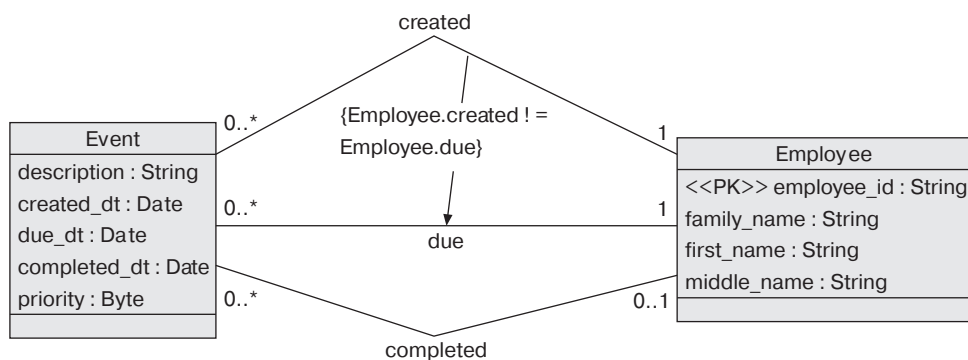 created
{Employee.created ! =
Employee.due}
0..*
1
Event
description : String
created_dt : Date
due_dt : Date
completed_dt : Date
priority : Byte
Employee
<<PK>> employee_id : String
family_name : String
first_name : String
middle_name : String
0..*
1
due
0..*
0..1
completed